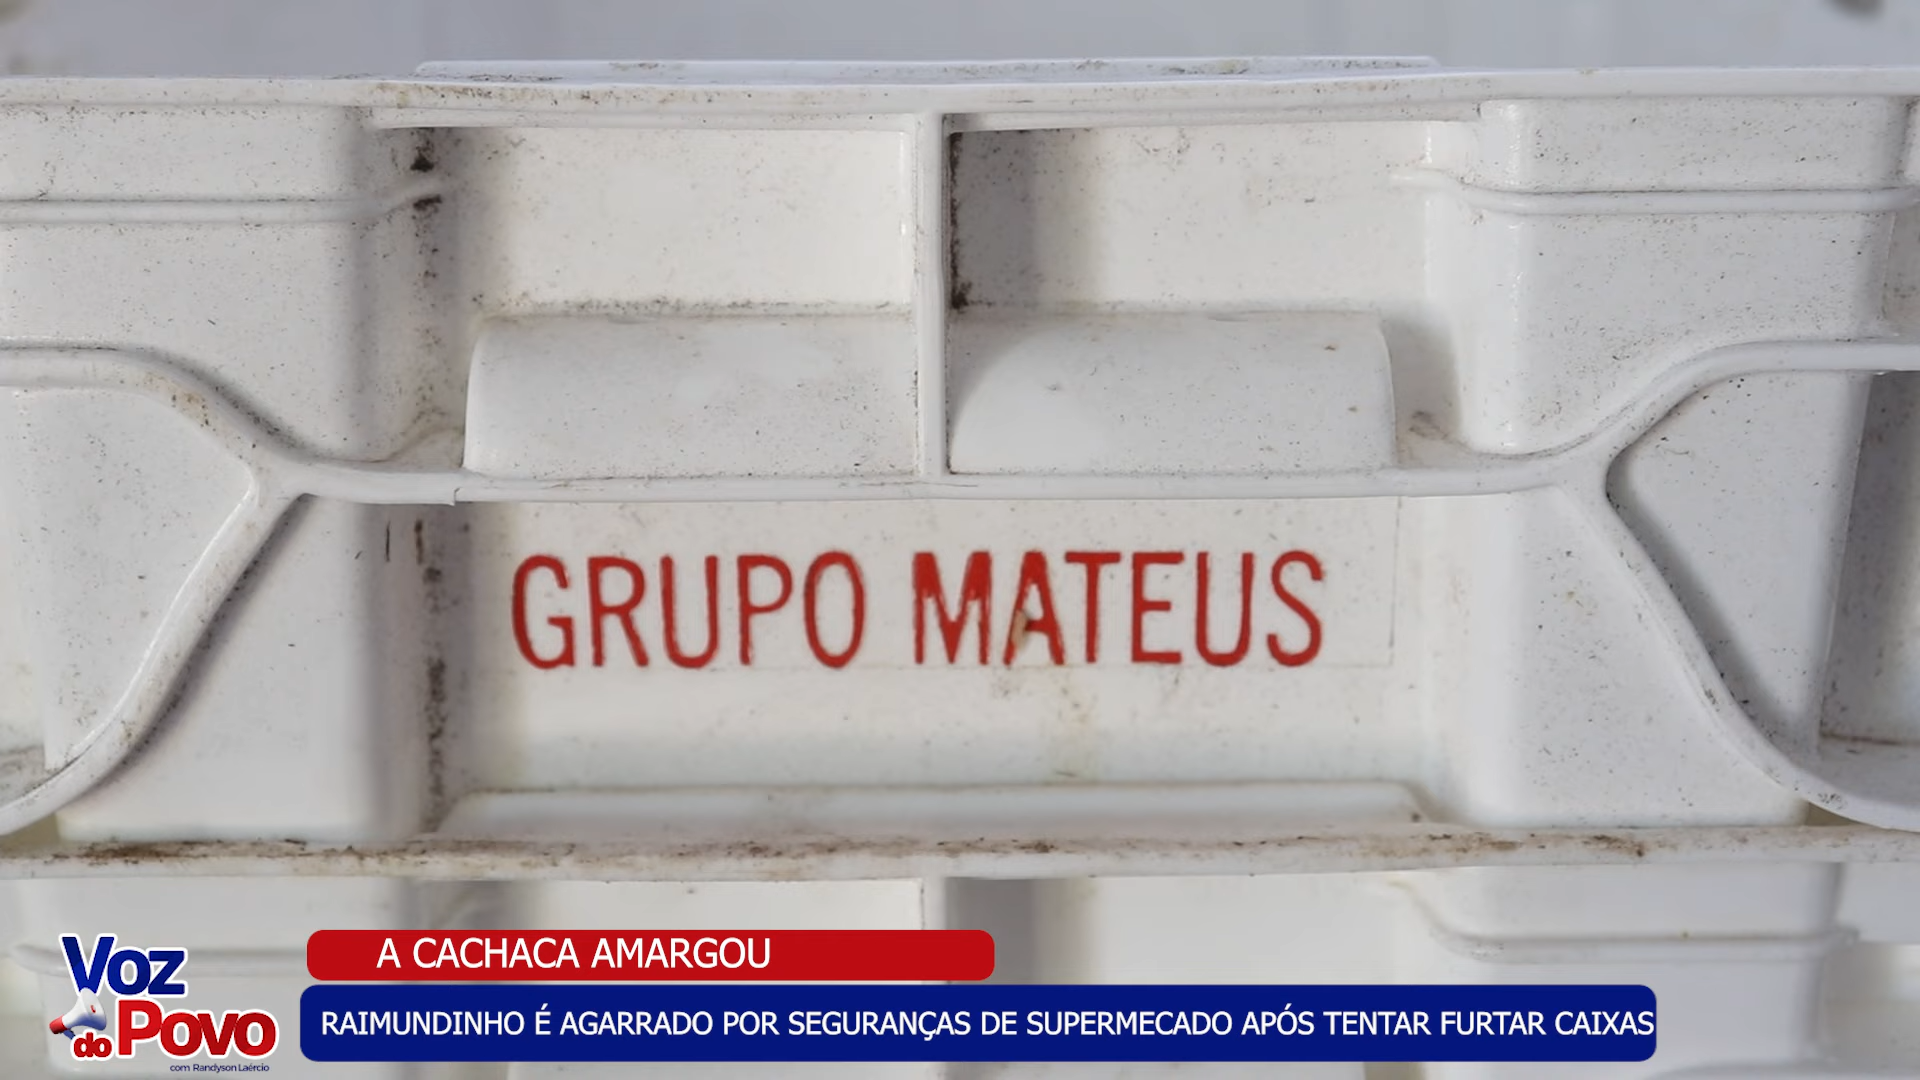 GRUPO MATEUS
A CACHACA AMARGOU
RAIMUNDINHO É AGARRADO POR SEGURANÇAS DE SUPERMECADO APÓS TENTAR FURTAR CAIXAS
Voz
do Povo
com Randyson Laércio